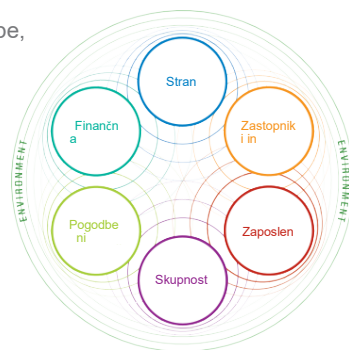 be,
Stran
Finančn
a
Zastopnik
i in
ENVIRONMENT
ENVIRONMENT
Pogodbe
ni
Zaposlen
Skupnost